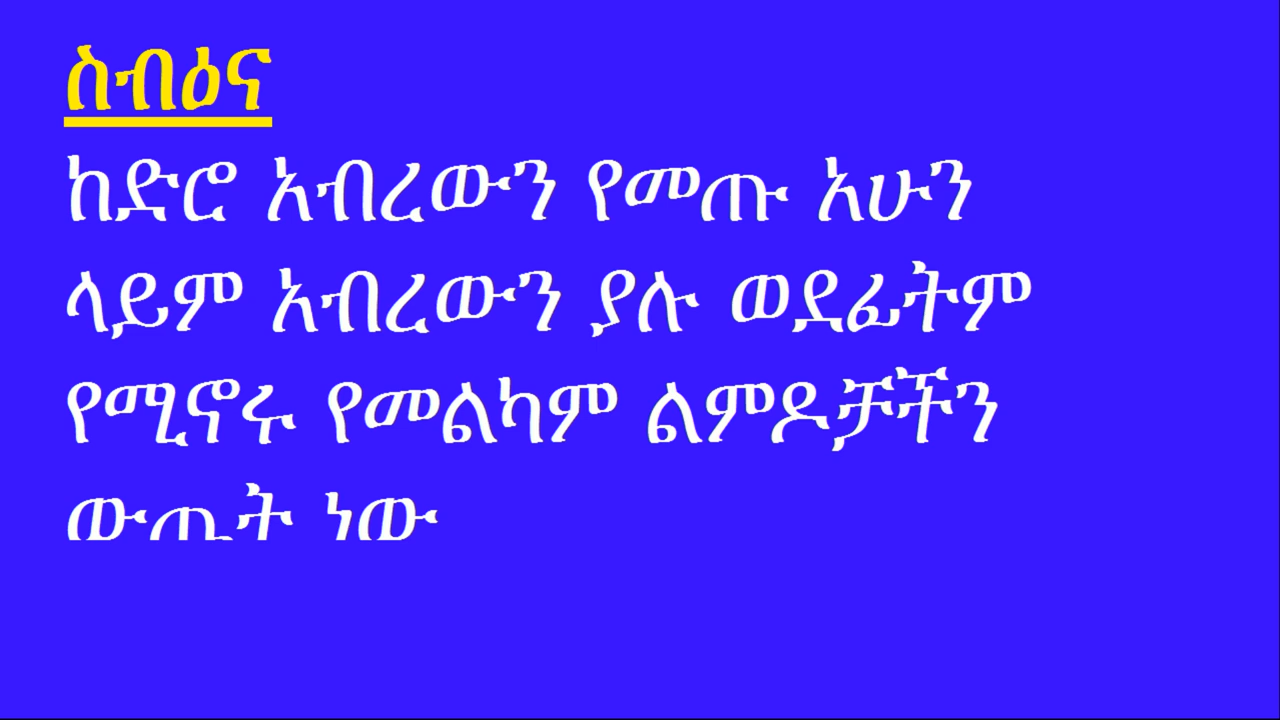 ስብዕና
ከድሮ አብረውን የመጡ አሁን
ላይም አብረውን ያሉ ወደፊትም
የሚኖሩ የመልካም ልምዶቻችን
ውጤት ነው